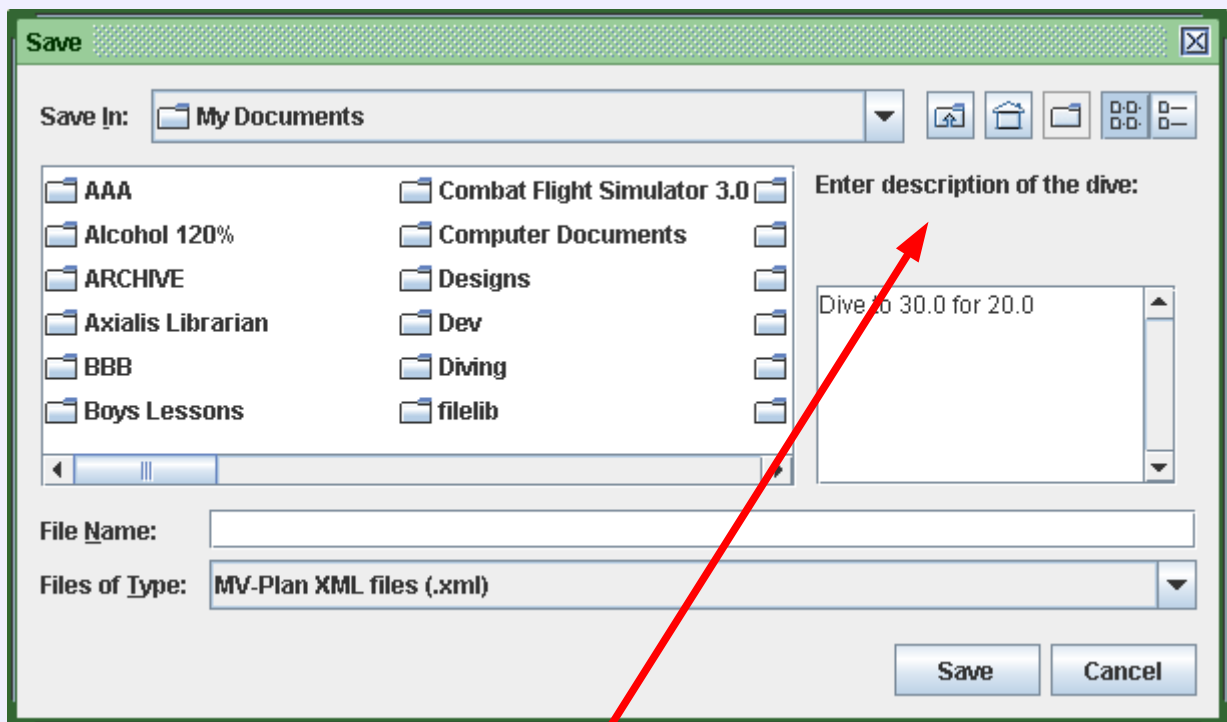 Save
Save In: My Documents
AAA
Alcohol 120%
ARCHIVE
Axialis Librarian
BBB
Boys Lessons
Combat Flight Simulator 3.0
Computer Documents
Designs
Dev
Diving
filelib
Enter description of the dive:
Dive to 30.0 for 20.0
File Name:
Files of Type: MV-Plan XML files (.xml)
Save Cancel